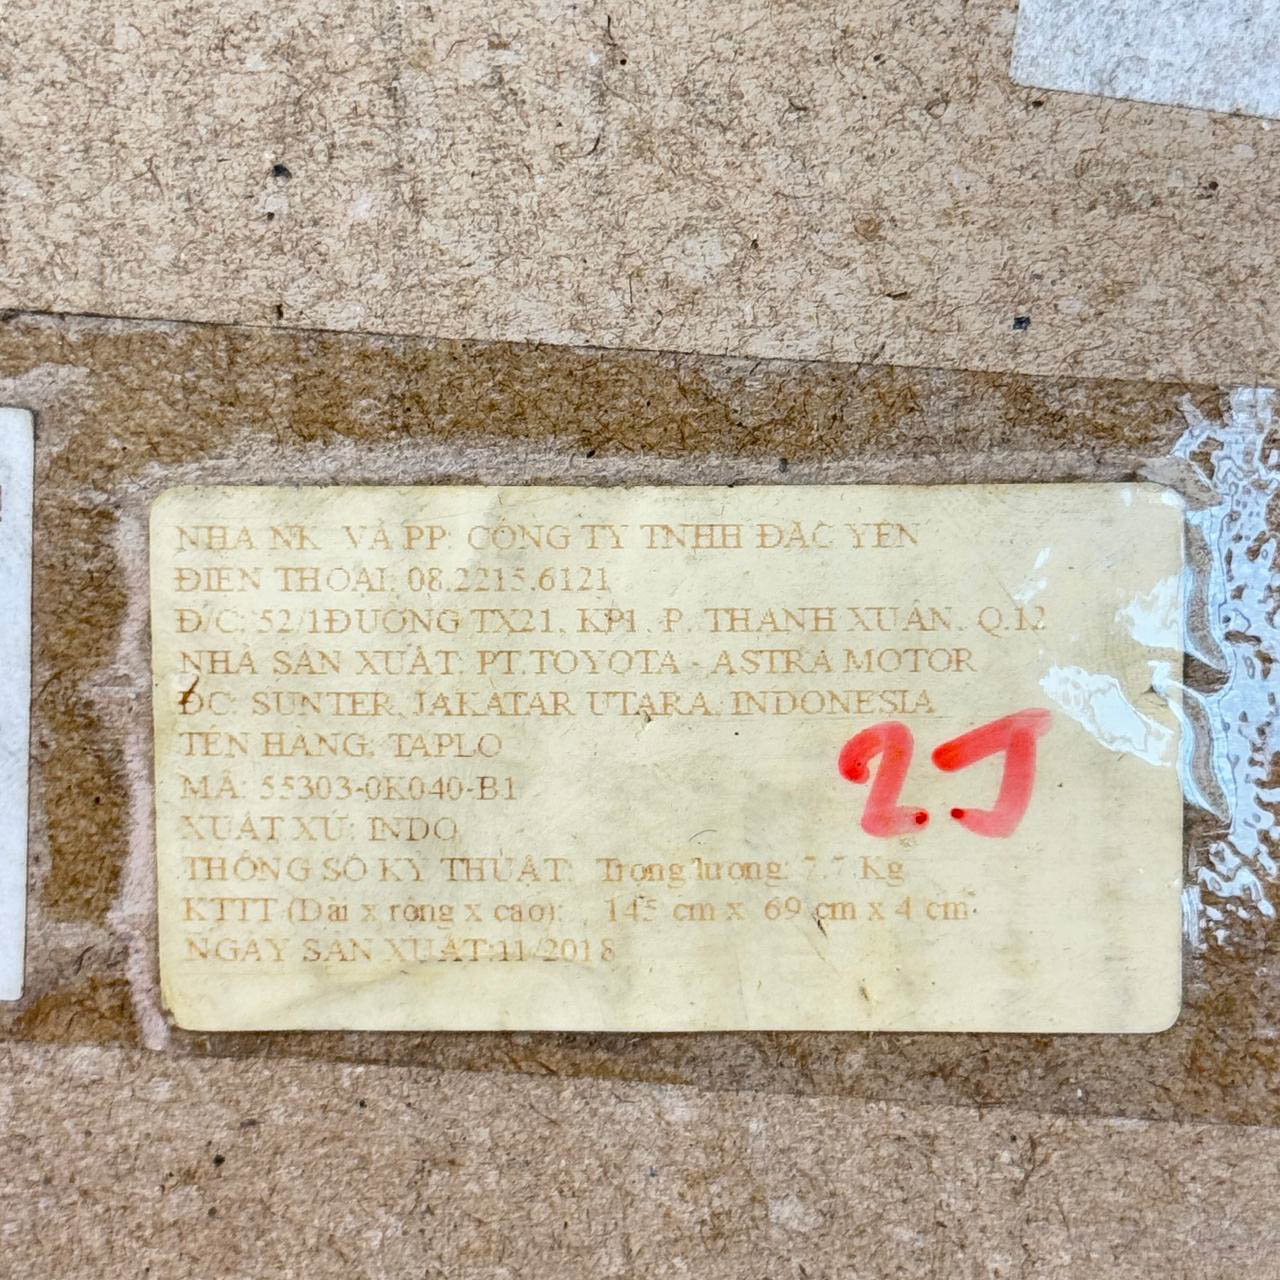 NHÀ NK VÀ PP: CÔNG TY TNHH ĐẮC YẾN
ĐIỆN THOẠI: 08.2215.6121
Đ/C: 52/1ĐƯỜNG TX21, KP1, P. THẠNH XUÂN, Q.12
NHÀ SẢN XUẤT: PT.TOYOTA - ASTRA MOTOR
ĐC: SUNTER, JAKATAR UTARA, INDONESIA
TÊN HÀNG: TAPLO
MÃ: 55303-0K040-B1
XUẤT XỨ: INDO
THÔNG SỐ KỸ THUẬT: Trọng lượng: 7.7 Kg
KTTT (Dài x rộng x cao): 145 cm x 69 cm x 4 cm
NGÀY SẢN XUẤT:11/2018